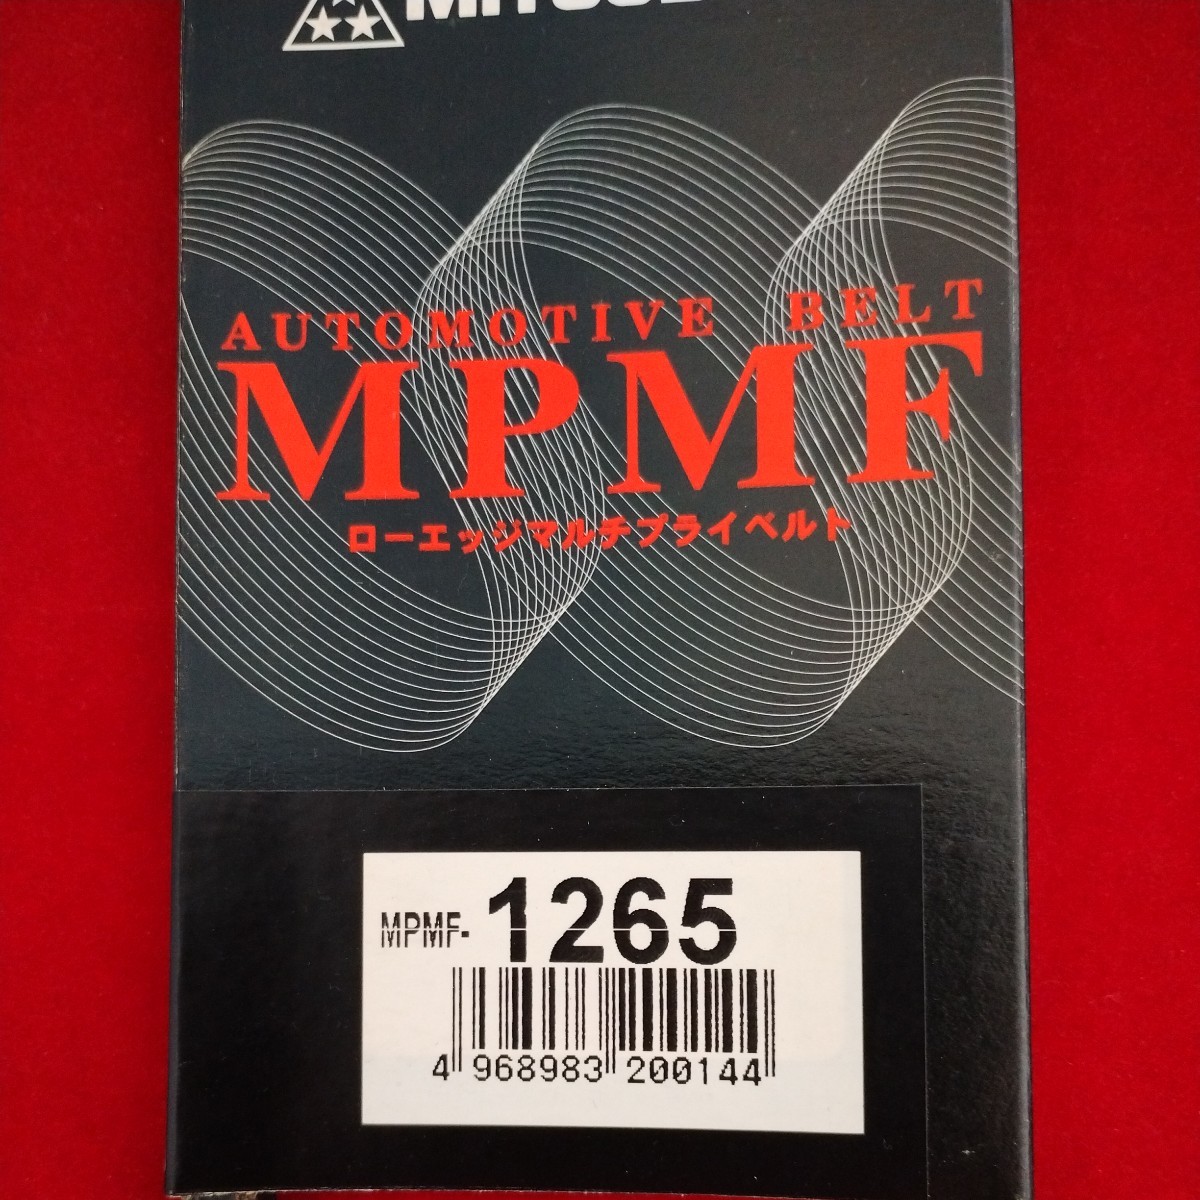 AUTOMOTIVE BELT
MPMF
ローエッジマルチプライベルト
MPMF-1265
4 968983 200144